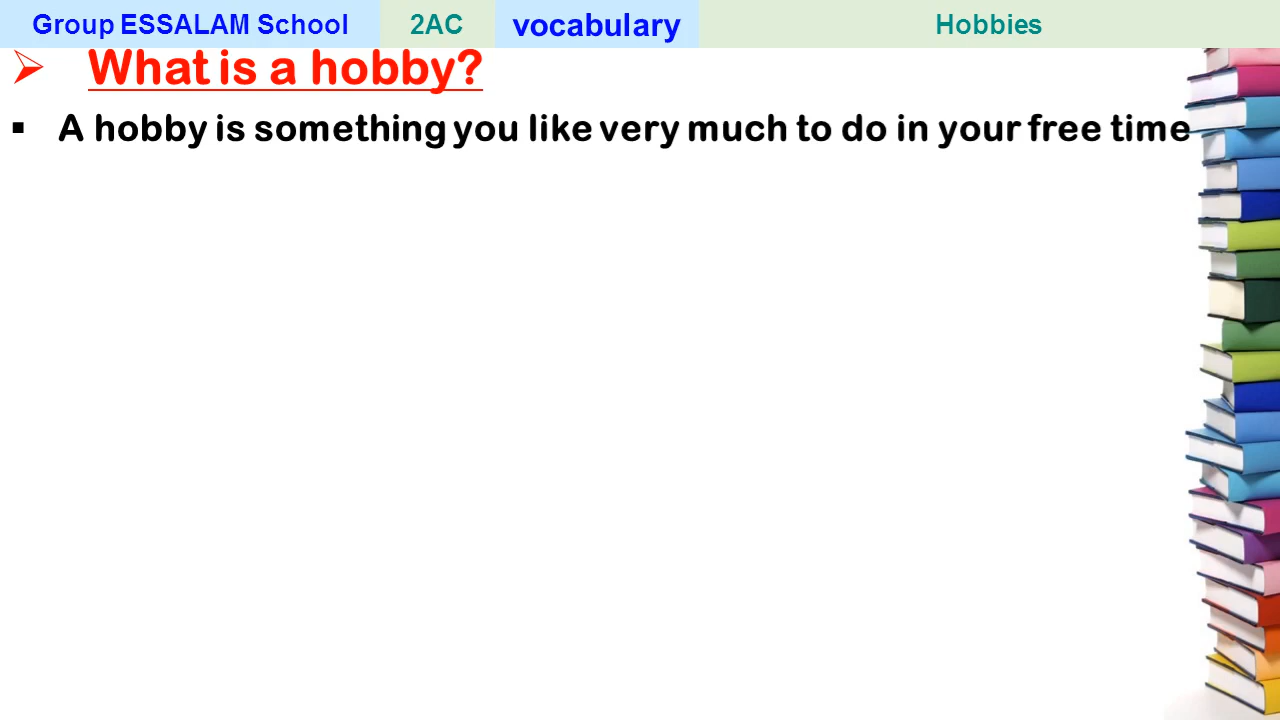 Group ESSALAM School 2AC vocabulary Hobbies
➢ What is a hobby?
▪ A hobby is something you like very much to do in your free time